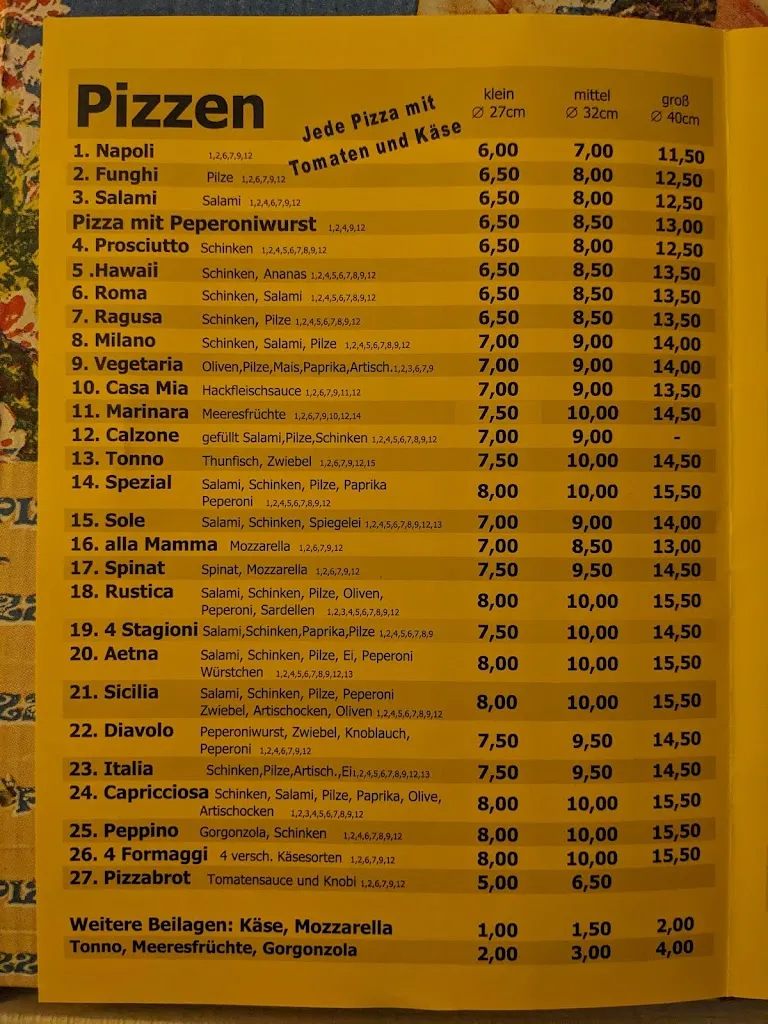 Pizzen
Jede Pizza mit
Tomaten und Käse
klein mittel groß
Ø 27cm Ø 32cm Ø 40cm
1. Napoli 1,2,6,7,9,12 6,00 7,00 11,50
2. Funghi Pilze 1,2,6,7,9,12 6,50 8,00 12,50
3. Salami Salami 1,2,4,6,7,9,12 6,50 8,00 12,50
Pizza mit Peperoniwurst 1,2,4,9,12 6,50 8,50 13,00
4. Prosciutto Schinken 1,2,4,5,6,7,8,9,12 6,50 8,00 12,50
5 .Hawaii Schinken, Ananas 1,2,4,5,6,7,8,9,12 6,50 8,50 13,50
6. Roma Schinken, Salami 1,2,4,5,6,7,8,9,12 6,50 8,50 13,50
7. Ragusa Schinken, Pilze 1,2,4,5,6,7,8,9,12 6,50 8,50 13,50
8. Milano Schinken, Salami, Pilze 1,2,4,5,6,7,8,9,12 7,00 9,00 14,00
9. Vegetaria Oliven,Pilze,Mais,Paprika,Artisch.1,2,3,6,7,9 7,00 9,00 14,00
10. Casa Mia Hackfleischsauce 1,2,6,7,9,11,12 7,00 9,00 13,50
11. Marinara Meeresfrüchte 1,2,6,7,9,10,12,14 7,50 10,00 14,50
12. Calzone gefüllt Salami,Pilze,Schinken 1,2,4,5,6,7,8,9,12 7,00 9,00 -
13. Tonno Thunfisch, Zwiebel 1,2,6,7,9,12,15 7,50 10,00 14,50
14. Spezial Salami, Schinken, Pilze, Paprika
Peperoni 1,2,4,5,6,7,8,9,12 8,00 10,00 15,50
15. Sole Salami, Schinken, Spiegelei 1,2,4,5,6,7,8,9,12,13 7,00 9,00 14,00
16. alla Mamma Mozzarella 1,2,6,7,9,12 7,00 8,50 13,00
17. Spinat Spinat, Mozzarella 1,2,6,7,9,12 7,50 9,50 14,50
18. Rustica Salami, Schinken, Pilze, Oliven,
Peperoni, Sardellen 1,2,3,4,5,6,7,8,9,12 8,00 10,00 15,50
19. 4 Stagioni Salami,Schinken,Paprika,Pilze 1,2,4,5,6,7,8,9 7,50 10,00 14,50
20. Aetna Salami, Schinken, Pilze, Ei, Peperoni
Würstchen 1,2,4,5,6,7,8,9,12,13 8,00 10,00 15,50
21. Sicilia Salami, Schinken, Pilze, Peperoni
Zwiebel, Artischocken, Oliven 1,2,4,5,6,7,8,9,12 8,00 10,00 15,50
22. Diavolo Peperoniwurst, Zwiebel, Knoblauch,
Peperoni 1,2,4,6,7,9,12 7,50 9,50 14,50
23. Italia Schinken,Pilze,Artisch.,Ei1,2,4,5,6,7,8,9,12,13 7,50 9,50 14,50
24. Capricciosa Schinken, Salami, Pilze, Paprika, Olive,
Artischocken 1,2,3,4,5,6,7,8,9,12 8,00 10,00 15,50
25. Peppino Gorgonzola, Schinken 1,2,4,6,7,8,9,12 8,00 10,00 15,50
26. 4 Formaggi 4 versch. Käsesorten 1,2,6,7,9,12 8,00 10,00 15,50
27. Pizzabrot Tomatensauce und Knobi 1,2,6,7,9,12 5,00 6,50
Weitere Beilagen: Käse, Mozzarella 1,00 1,50 2,00
Tonno, Meeresfrüchte, Gorgonzola 2,00 3,00 4,00